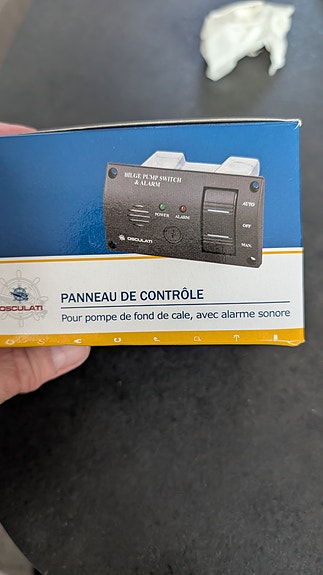 BILGE PUMP SWITCH
& ALARM
POWER
ALARM
AUTO
OFF
MAN.
OSCULATI
OSCULATI
PANNEAU DE CONTRÔLE
Pour pompe de fond de cale, avec alarme sonore